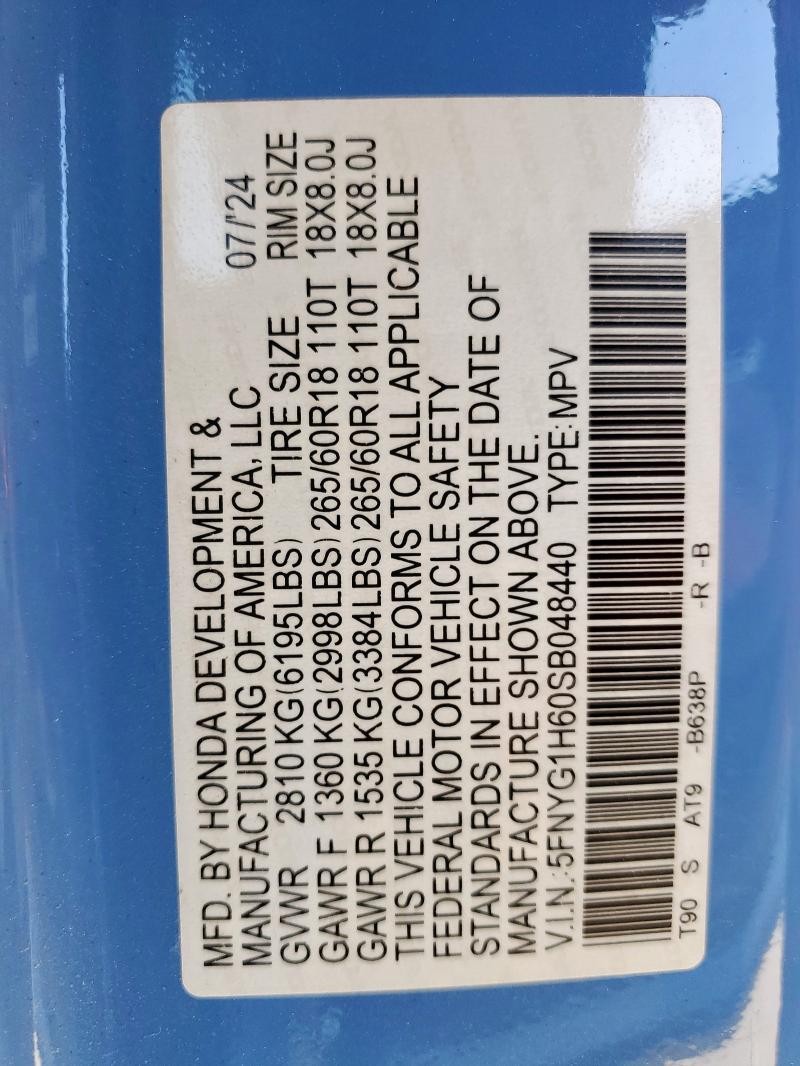 MFD. BY HONDA DEVELOPMENT &
MANUFACTURING OF AMERICA, LLC 07/'24
GVWR 2810 KG(6195LBS) TIRE SIZE RIM SIZE
GAWR F 1360 KG(2998LBS) 265/60R18 110T 18X8.0J
GAWR R 1535 KG(3384LBS) 265/60R18 110T 18X8.0J
THIS VEHICLE CONFORMS TO ALL APPLICABLE
FEDERAL MOTOR VEHICLE SAFETY
STANDARDS IN EFFECT ON THE DATE OF
MANUFACTURE SHOWN ABOVE.
V.I.N.:5FNYG1H60SB048440 TYPE:MPV
T90 S AT9 -B638P -R -B